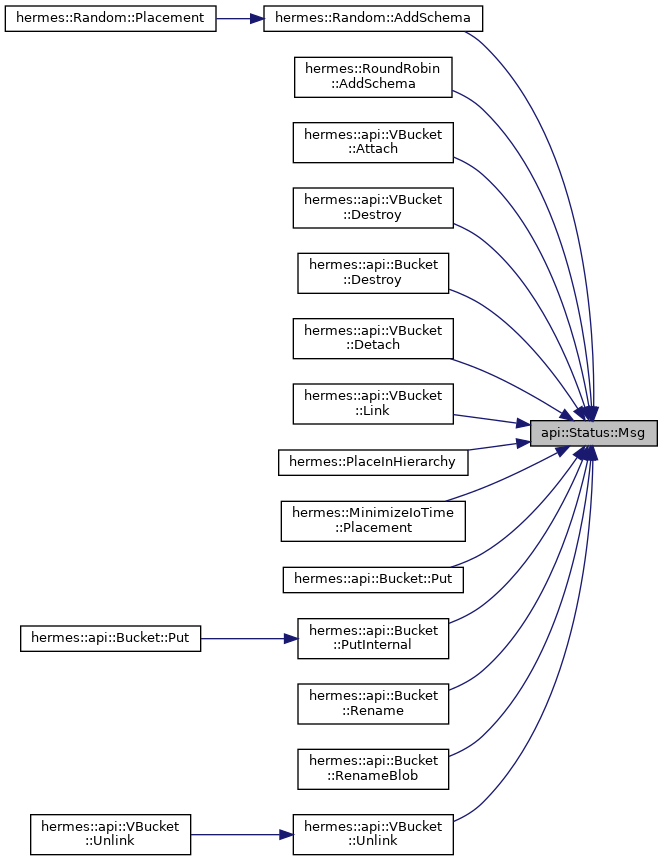 hermes::Random::Placement
hermes::Random::AddSchema
hermes::RoundRobin
::AddSchema
hermes::api::VBucket
::Attach
hermes::api::VBucket
::Destroy
hermes::api::Bucket
::Destroy
hermes::api::VBucket
::Detach
hermes::api::VBucket
::Link
api::Status::Msg
hermes::PlaceInHierarchy
hermes::MinimizeIoTime
::Placement
hermes::api::Bucket::Put
hermes::api::Bucket::Put
hermes::api::Bucket
::PutInternal
hermes::api::Bucket
::Rename
hermes::api::Bucket
::RenameBlob
hermes::api::VBucket
::Unlink
hermes::api::VBucket
::Unlink